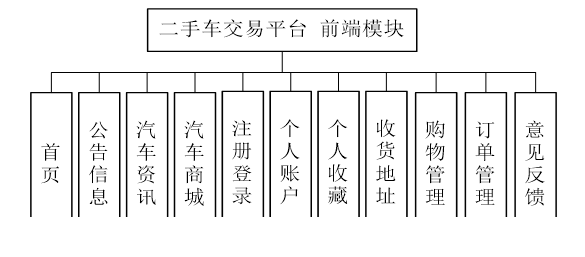 二手车交易平台 前端模块
首页
公告信息
汽车资讯
汽车商城
注册登录
个人账户
个人收藏
收货地址
购物管理
订单管理
意见反馈